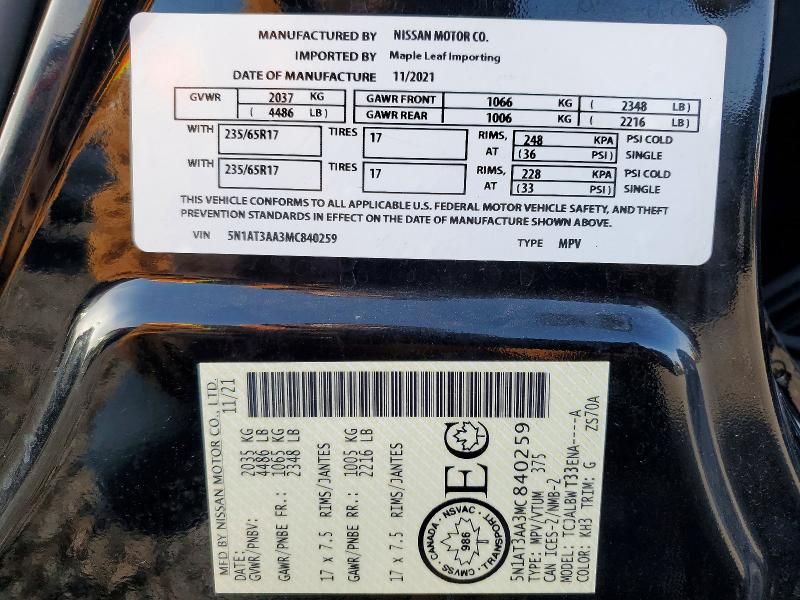 MANUFACTURED BY NISSAN MOTOR CO.
IMPORTED BY Maple Leaf Importing
DATE OF MANUFACTURE 11/2021
GVWR 2037 KG GAWR FRONT 1066 KG ( 2348 LB)
( 4486 LB) GAWR REAR 1006 KG ( 2216 LB)
WITH 235/65R17 TIRES 17 RIMS, 248 KPA PSI COLD
AT (36 PSI) SINGLE
WITH 235/65R17 TIRES 17 RIMS, 228 KPA PSI COLD
AT (33 PSI) SINGLE
THIS VEHICLE CONFORMS TO ALL APPLICABLE U.S. FEDERAL MOTOR VEHICLE SAFETY, AND THEFT
PREVENTION STANDARDS IN EFFECT ON THE DATE OF MANUFACTURE SHOWN ABOVE.
VIN 5N1AT3AA3MC840259 TYPE MPV
MFD BY NISSAN MOTOR CO., LTD.
DATE: 11/21
GVWR/PNBV: 2035 KG
4486 LB
GAWR/PNBE FR.: 1065 KG
2348 LB
17 x 7.5 RIMS/JANTES
GAWR/PNBE RR.: 1005 KG
2216 LB
17 x 7.5 RIMS/JANTES
EC
CANADA · NSVAC · TRANSPORT · CMVSS
986
5N1AT3AA3MC840259
TYPE: MPV/VTUM 375
CAN ICES-2/NMB-2
MODEL: TCJALBWT33ENA----A
COLOR: KH3 TRIM: G ZS70A